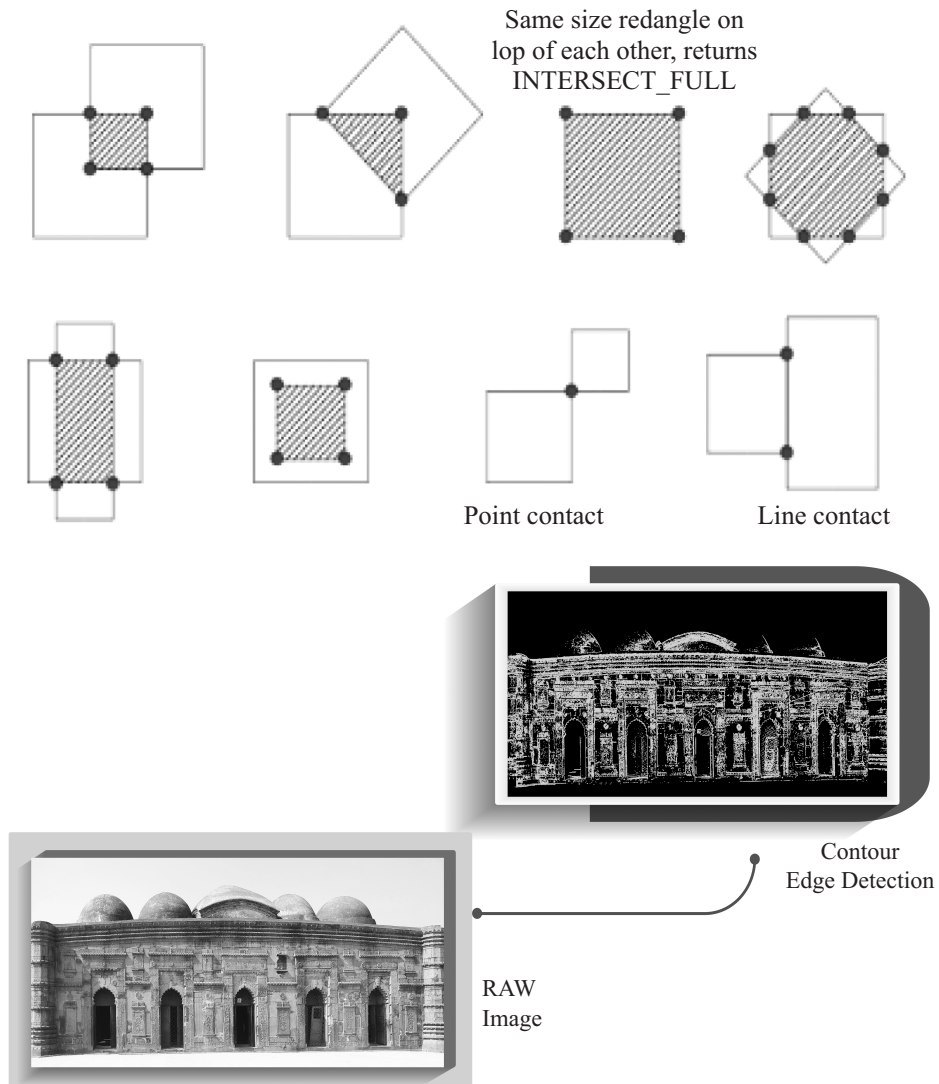 Same size redangle on
lop of each other, returns
INTERSECT_FULL
Point contact
Line contact
Contour
Edge Detection
RAW
Image